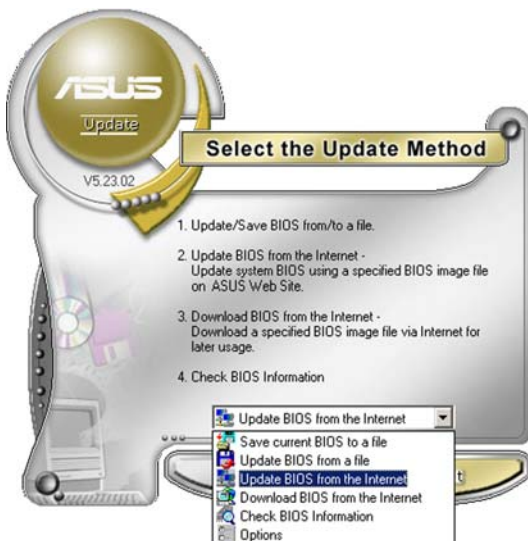 ASUS
Update
V5.23.02
Select the Update Method
1. Update/Save BIOS from/to a file.
2. Update BIOS from the Internet -
Update system BIOS using a specified BIOS image file
on ASUS Web Site.
3. Download BIOS from the Internet -
Download a specified BIOS image file via Internet for
later usage.
4. Check BIOS Information
Update BIOS from the Internet
Save current BIOS to a file
Update BIOS from a file
Update BIOS from the Internet
Download BIOS from the Internet
Check BIOS Information
Options